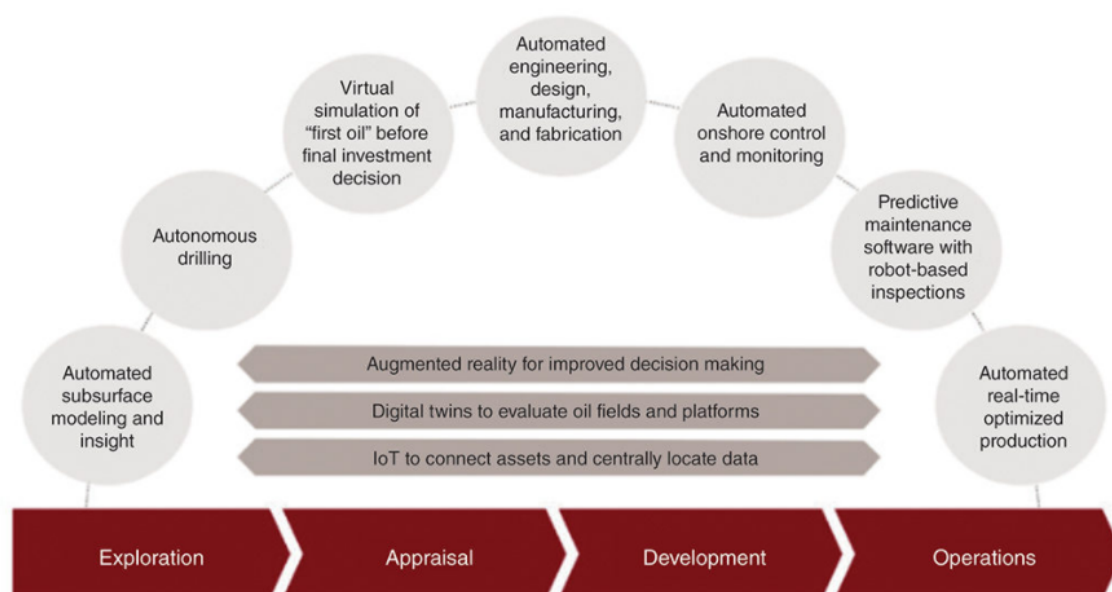 Automated
engineering,
design,
manufacturing,
and fabrication
Virtual
simulation of
“first oil” before
final investment
decision
Automated
onshore control
and monitoring
Autonomous
drilling
Predictive
maintenance
software with
robot-based
inspections
Automated
subsurface
modeling and
insight
Augmented reality for improved decision making
Digital twins to evaluate oil fields and platforms
IoT to connect assets and centrally locate data
Automated
real-time
optimized
production
Exploration
Appraisal
Development
Operations